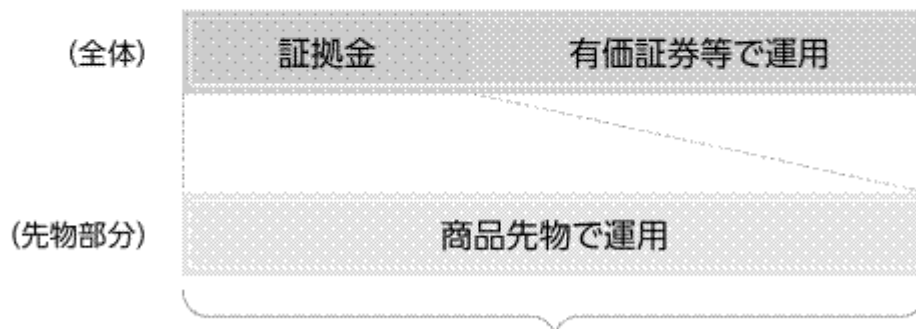 (全体)
証拠金
有価証券等で運用
(先物部分)
商品先物で運用